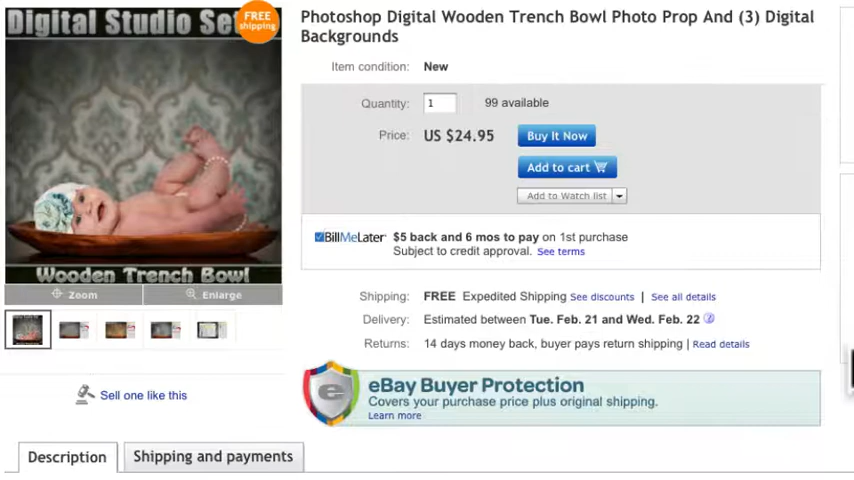 Digital Studio Set
FREE
shipping
Wooden Trench Bowl
Zoom
Enlarge
Sell one like this
Photoshop Digital Wooden Trench Bowl Photo Prop And (3) Digital
Backgrounds
Item condition: New
Quantity: 1 99 available
Price: US $24.95 Buy It Now
Add to cart
Add to Watch list
BillMeLater $5 back and 6 mos to pay on 1st purchase
Subject to credit approval. See terms
Shipping: FREE Expedited Shipping See discounts | See all details
Delivery: Estimated between Tue. Feb. 21 and Wed. Feb. 22
Returns: 14 days money back, buyer pays return shipping | Read details
e
eBay Buyer Protection
Covers your purchase price plus original shipping.
Learn more
Description
Shipping and payments